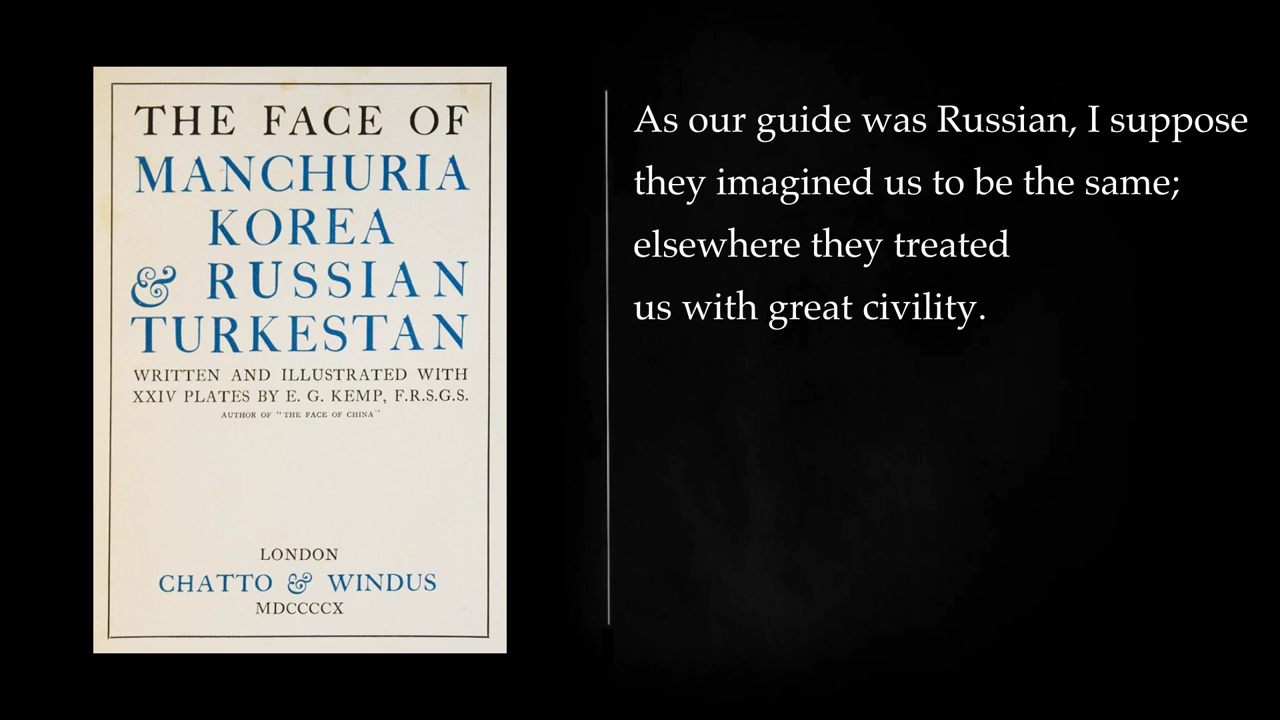 THE FACE OF
MANCHURIA
KOREA
& RUSSIAN
TURKESTAN
WRITTEN AND ILLUSTRATED WITH
XXIV PLATES BY E. G. KEMP, F.R.S.G.S.
AUTHOR OF "THE FACE OF CHINA"
LONDON
CHATTO & WINDUS
MDCCCCX
As our guide was Russian, I suppose
they imagined us to be the same;
elsewhere they treated
us with great civility.